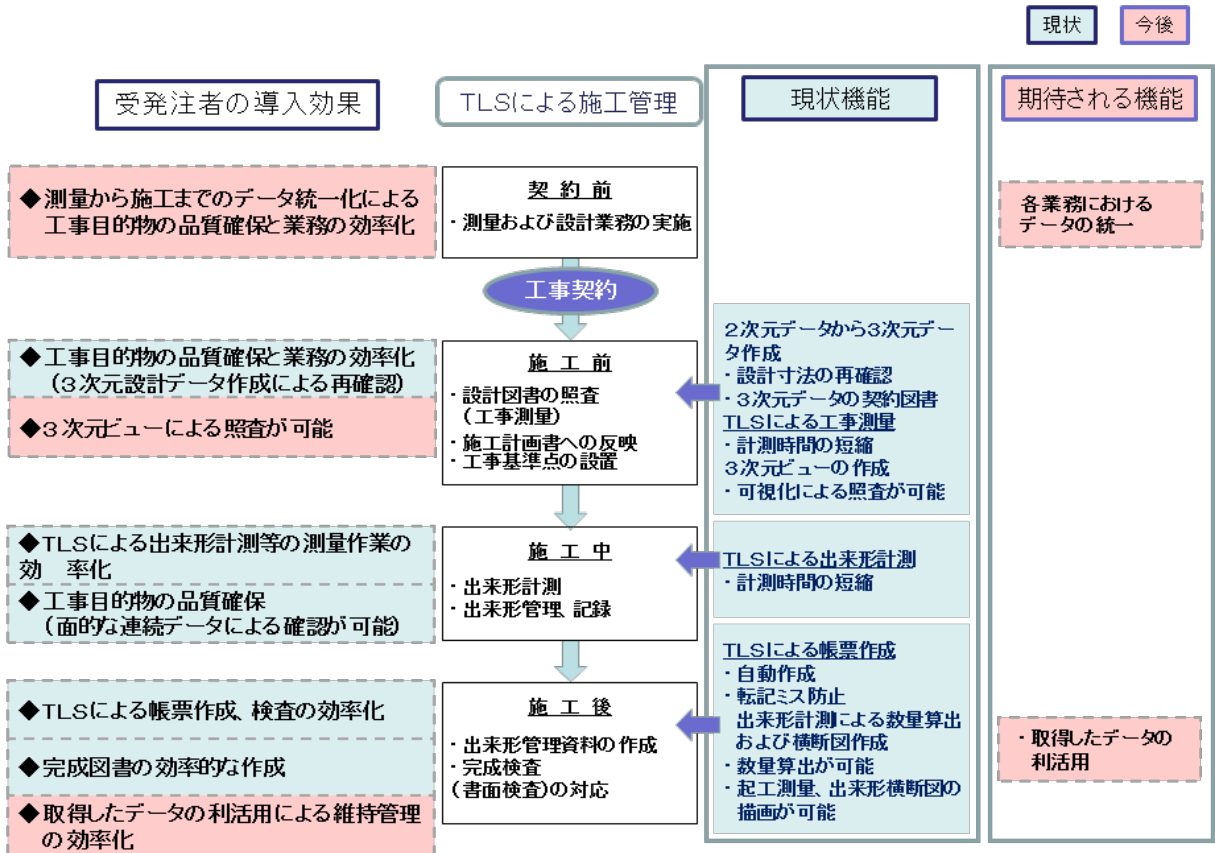 現状
今後
受発注者の導入効果
TLSによる施工管理
現状機能
期待される機能
◆測量から施工までのデータ統一化による
工事目的物の品質確保と業務の効率化
契 約 前
・測量および設計業務の実施
各業務における
データの統一
工事契約
◆工事目的物の品質確保と業務の効率化
(3次元設計データ作成による再確認)
◆3次元ビューによる照査が可能
施 工 前
・設計図書の照査
(工事測量)
・施工計画書への反映
・工事基準点の設置
2次元データから3次元デー
タ作成
・設計寸法の再確認
・3次元データの契約図書
TLSによる工事測量
・計測時間の短縮
3次元ビューの作成
・可視化による照査が可能
◆TLSによる出来形計測等の測量作業の
効 率化
◆工事目的物の品質確保
(面的な連続データによる確認が可能)
施 工 中
・出来形計測
・出来形管理、記録
TLSによる出来形計測
・計測時間の短縮
◆TLSによる帳票作成、検査の効率化
◆完成図書の効率的な作成
◆取得したデータの利活用による維持管理
の効率化
施 工 後
・出来形管理資料の作成
・完成検査
(書面検査)の対応
TLSによる帳票作成
・自動作成
・転記ミス防止
出来形計測による数量算出
および横断図作成
・数量算出が可能
・起工測量、出来形横断図の
描画が可能
・取得したデータの
利活用